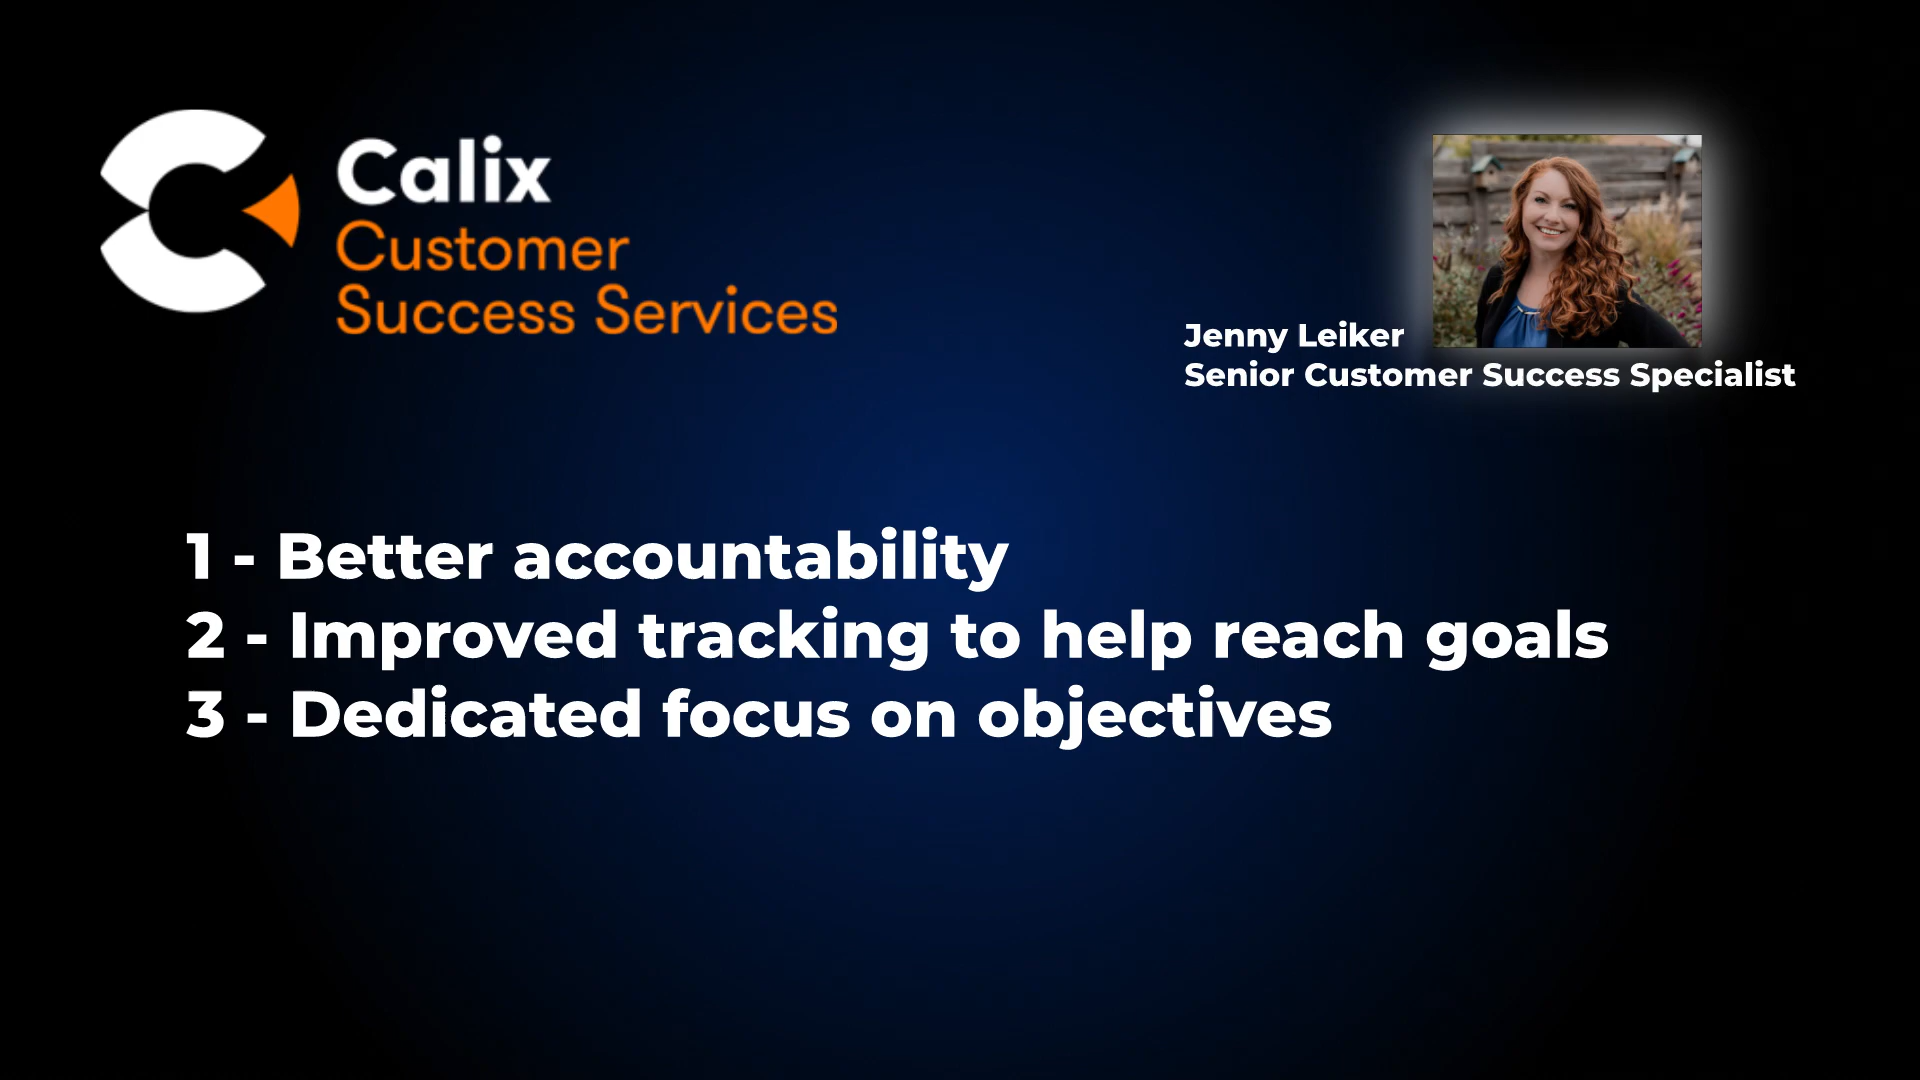 Calix
Customer
Success Services
Jenny Leiker
Senior Customer Success Specialist
1 - Better accountability
2 - Improved tracking to help reach goals
3 - Dedicated focus on objectives